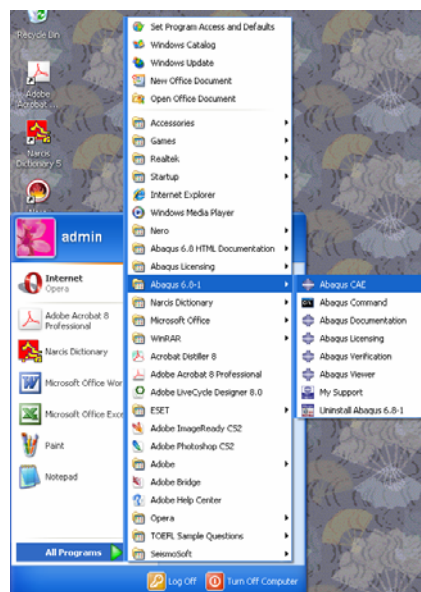 Recycle Bin
Adobe
Acrobat ...
Narcis
Dictionary 5
admin
Internet
Opera
Adobe Acrobat 8
Professional
Narcis Dictionary
Microsoft Office Wor
Microsoft Office Exce
Paint
Notepad
All Programs
Set Program Access and Defaults
Windows Catalog
Windows Update
New Office Document
Open Office Document
Accessories
Games
Realtek
Startup
Internet Explorer
Windows Media Player
Nero
Abaqus 6.8 HTML Documentation
Abaqus Licensing
Abaqus 6.8-1
Narcis Dictionary
Microsoft Office
WinRAR
Acrobat Distiller 8
Adobe Acrobat 8 Professional
Adobe LiveCycle Designer 8.0
ESET
Adobe ImageReady CS2
Adobe Photoshop CS2
Adobe
Adobe Bridge
Adobe Help Center
Opera
TOEFL Sample Questions
SeismoSoft
Abaqus CAE
Abaqus Command
Abaqus Documentation
Abaqus Licensing
Abaqus Verification
Abaqus Viewer
My Support
Uninstall Abaqus 6.8-1
Log Off
Turn Off Computer